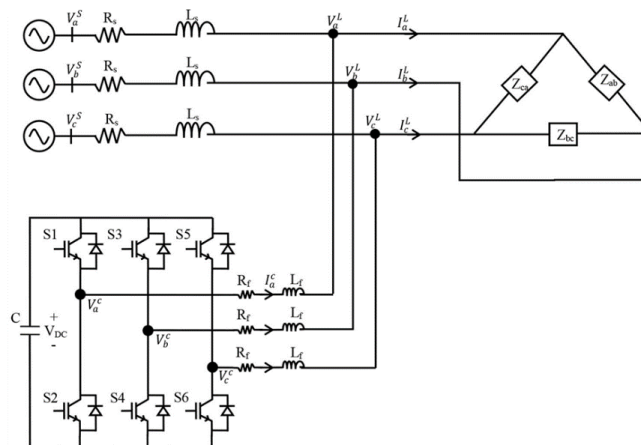 V_a^S R_s L_s V_a^L I_a^L
V_b^S R_s L_s V_b^L I_b^L
Z_ca Z_ab
V_c^S R_s L_s V_c^L I_c^L Z_bc
S1 S3 S5
R_f I_a^c L_f
V_a^c
C + V_DC - R_f L_f
V_b^c
R_f L_f
V_c^c
S2 S4 S6